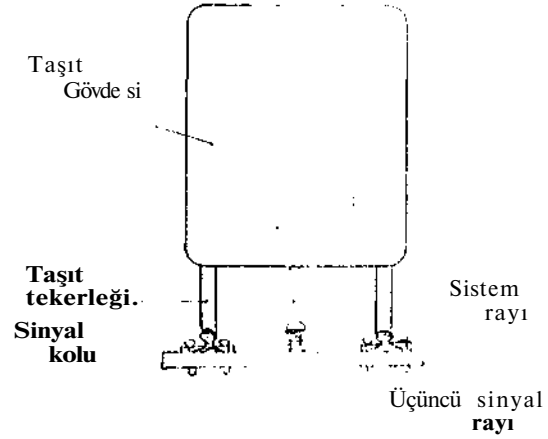 Taşıt
Gövde si
Taşıt
tekerleği.
Sinyal
kolu
Sistem
rayı
Üçüncü sinyal
rayı